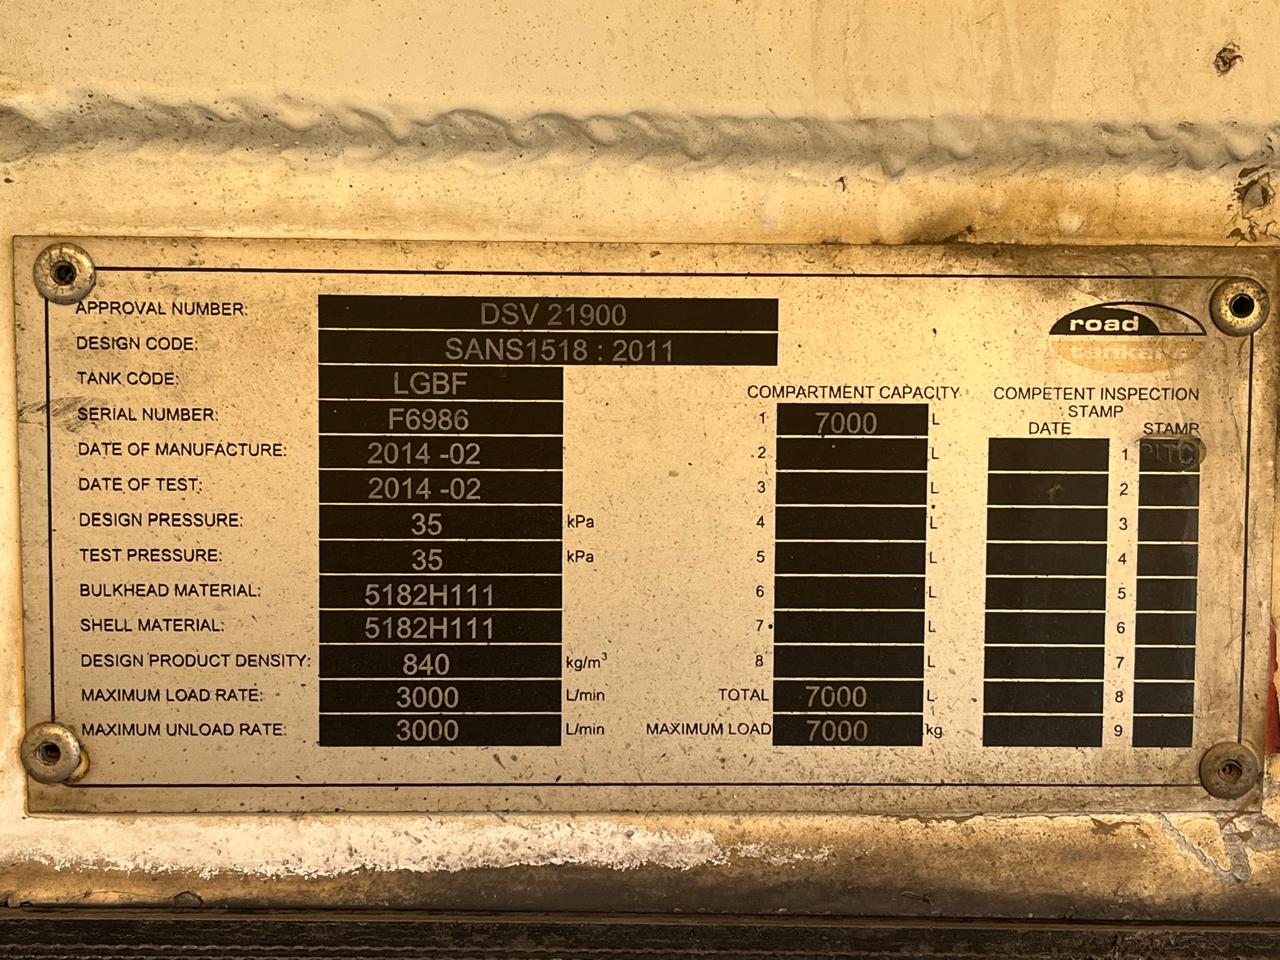 APPROVAL NUMBER: DSV 21900
DESIGN CODE: SANS1518 : 2011
TANK CODE: LGBF
SERIAL NUMBER: F6986
DATE OF MANUFACTURE: 2014 -02
DATE OF TEST: 2014 -02
DESIGN PRESSURE: 35 kPa
TEST PRESSURE: 35 kPa
BULKHEAD MATERIAL: 5182H111
SHELL MATERIAL: 5182H111
DESIGN PRODUCT DENSITY: 840 kg/m³
MAXIMUM LOAD RATE: 3000 L/min
MAXIMUM UNLOAD RATE: 3000 L/min
COMPARTMENT CAPACITY
1 7000 L
2 L
3 L
4 L
5 L
6 L
7 L
8 L
TOTAL 7000 L
MAXIMUM LOAD 7000 kg
road
tankers
COMPETENT INSPECTION
STAMP
DATE STAMP
1
2
3
4
5
6
7
8
9